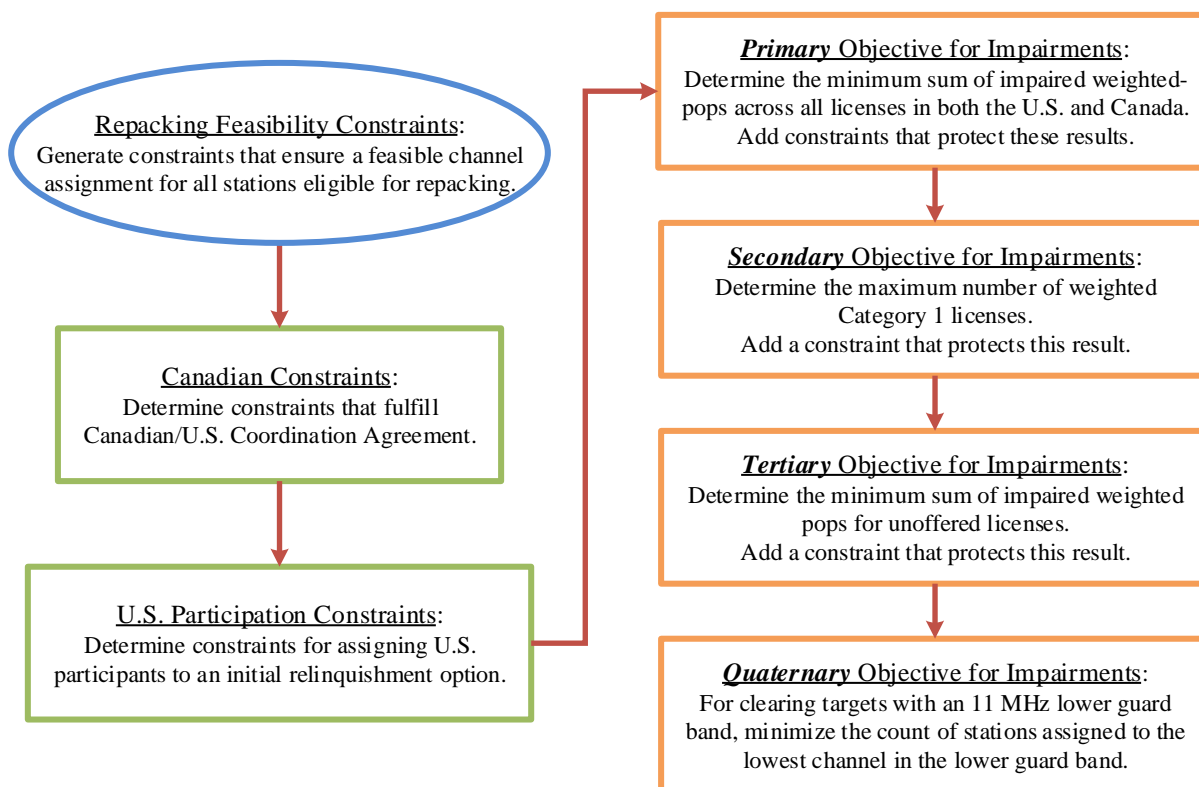 Repacking Feasibility Constraints:
Generate constraints that ensure a feasible channel
assignment for all stations eligible for repacking.
Canadian Constraints:
Determine constraints that fulfill
Canadian/U.S. Coordination Agreement.
U.S. Participation Constraints:
Determine constraints for assigning U.S.
participants to an initial relinquishment option.
Primary Objective for Impairments:
Determine the minimum sum of impaired weighted-
pops across all licenses in both the U.S. and Canada.
Add constraints that protect these results.
Secondary Objective for Impairments:
Determine the maximum number of weighted
Category 1 licenses.
Add a constraint that protects this result.
Tertiary Objective for Impairments:
Determine the minimum sum of impaired weighted
pops for unoffered licenses.
Add a constraint that protects this result.
Quaternary Objective for Impairments:
For clearing targets with an 11 MHz lower guard
band, minimize the count of stations assigned to the
lowest channel in the lower guard band.